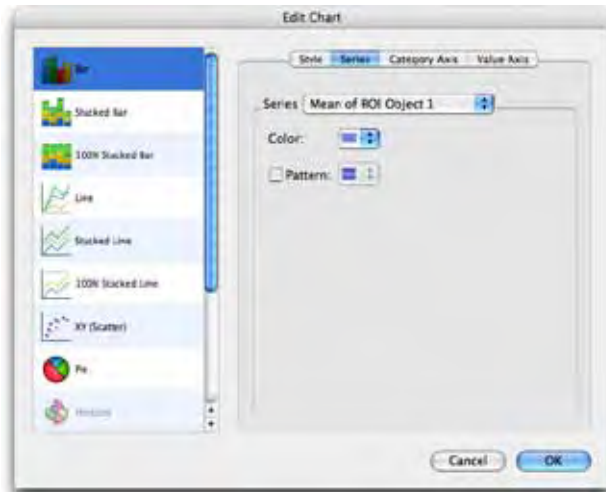 Edit Chart
Bar
Stacked Bar
100% Stacked Bar
Line
Stacked Line
100% Stacked Line
XY (Scatter)
Pie
Style Series Category Axis Value Axis
Series Mean of ROI Object 1
Color:
Pattern:
Cancel OK